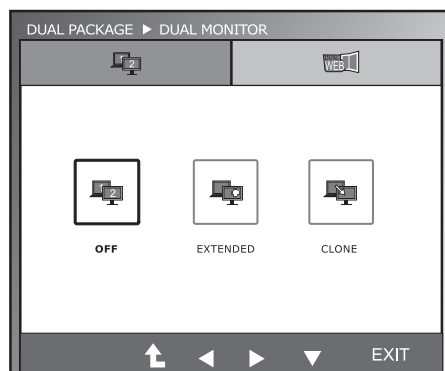 DUAL PACKAGE ▶ DUAL MONITOR
2
WEB
2
OFF
EXTENDED
CLONE
EXIT